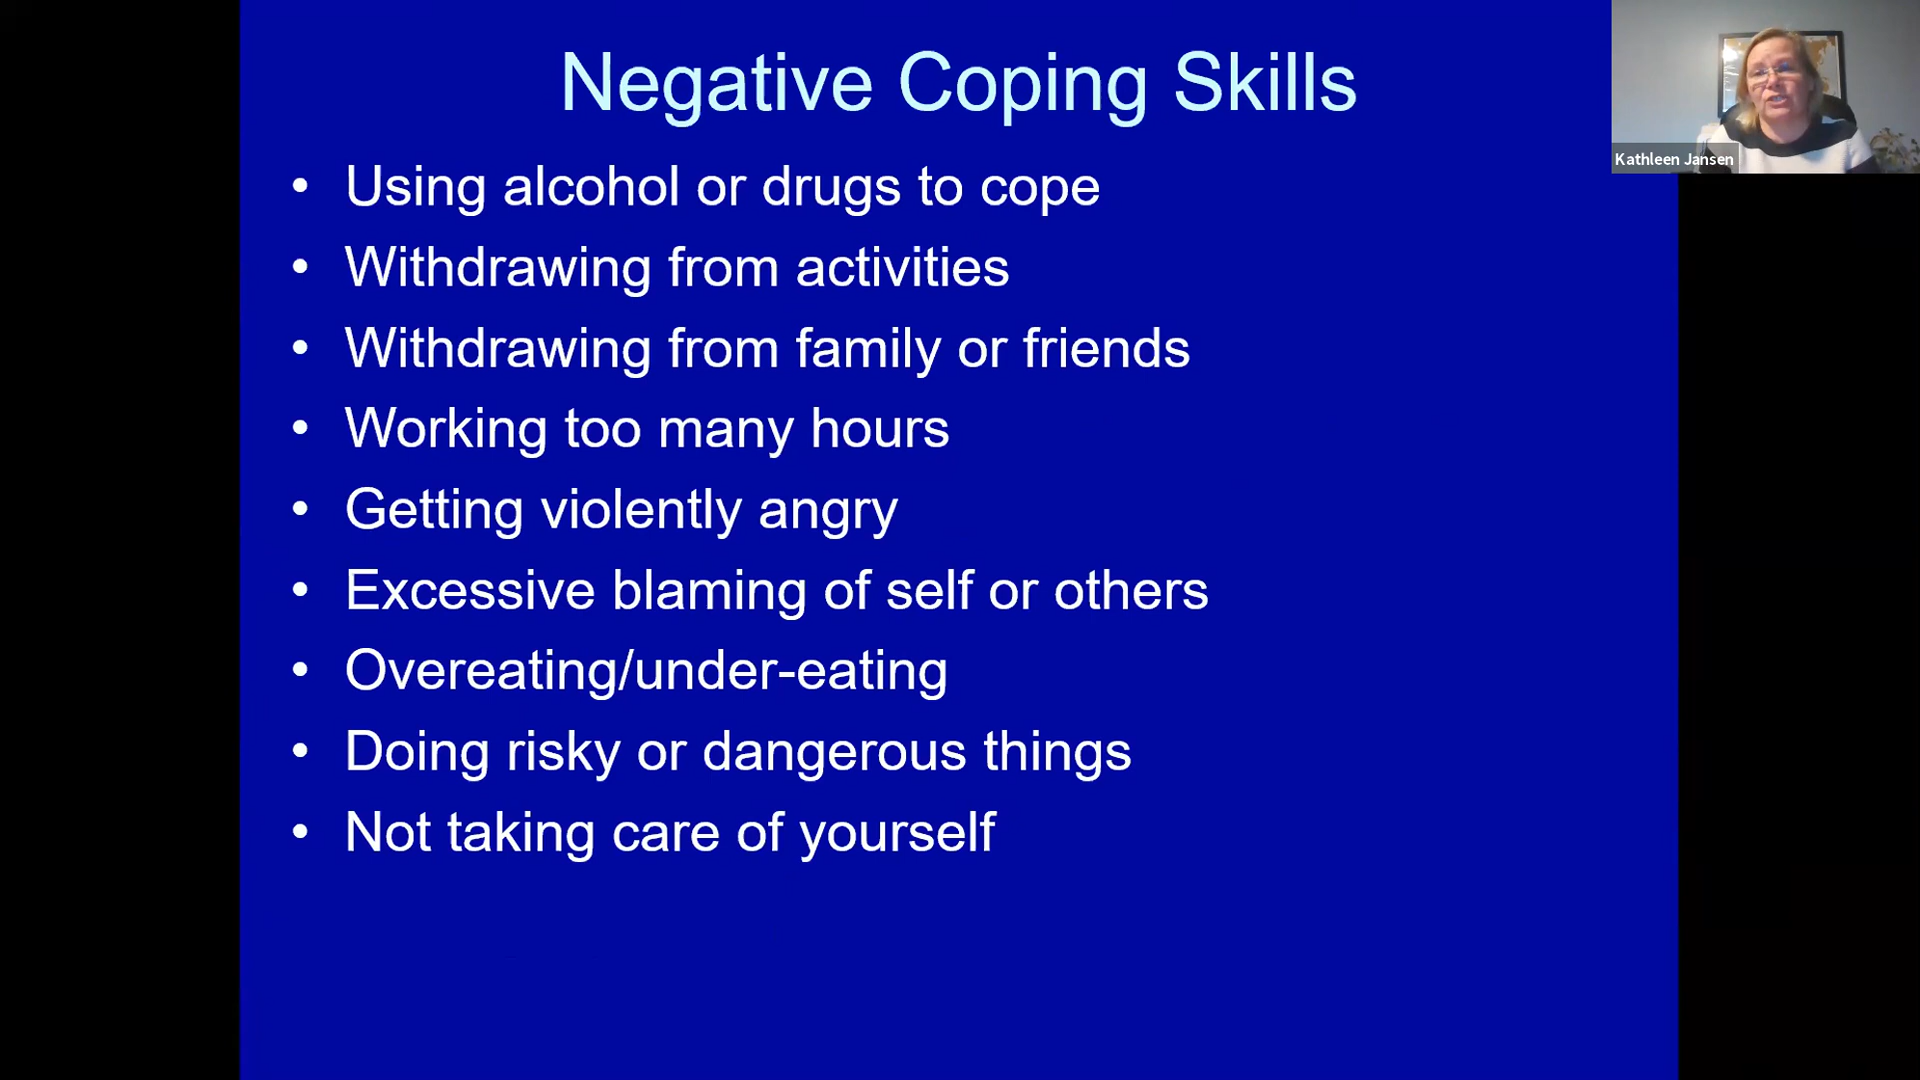 Negative Coping Skills
Kathleen Jansen
• Using alcohol or drugs to cope
• Withdrawing from activities
• Withdrawing from family or friends
• Working too many hours
• Getting violently angry
• Excessive blaming of self or others
• Overeating/under-eating
• Doing risky or dangerous things
• Not taking care of yourself